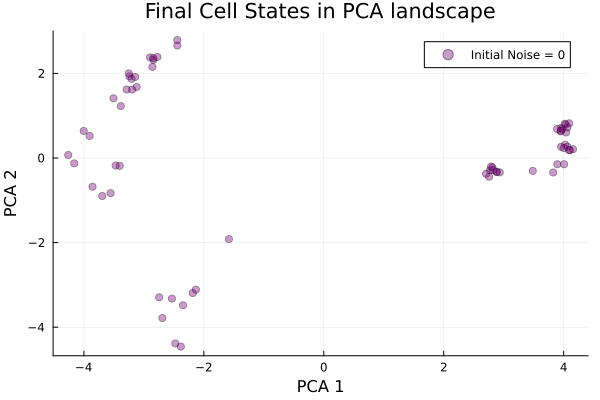 Final Cell States in PCA landscape
Initial Noise = 0
PCA 2
2
0
−2
−4
−4
−2
0
2
4
PCA 1